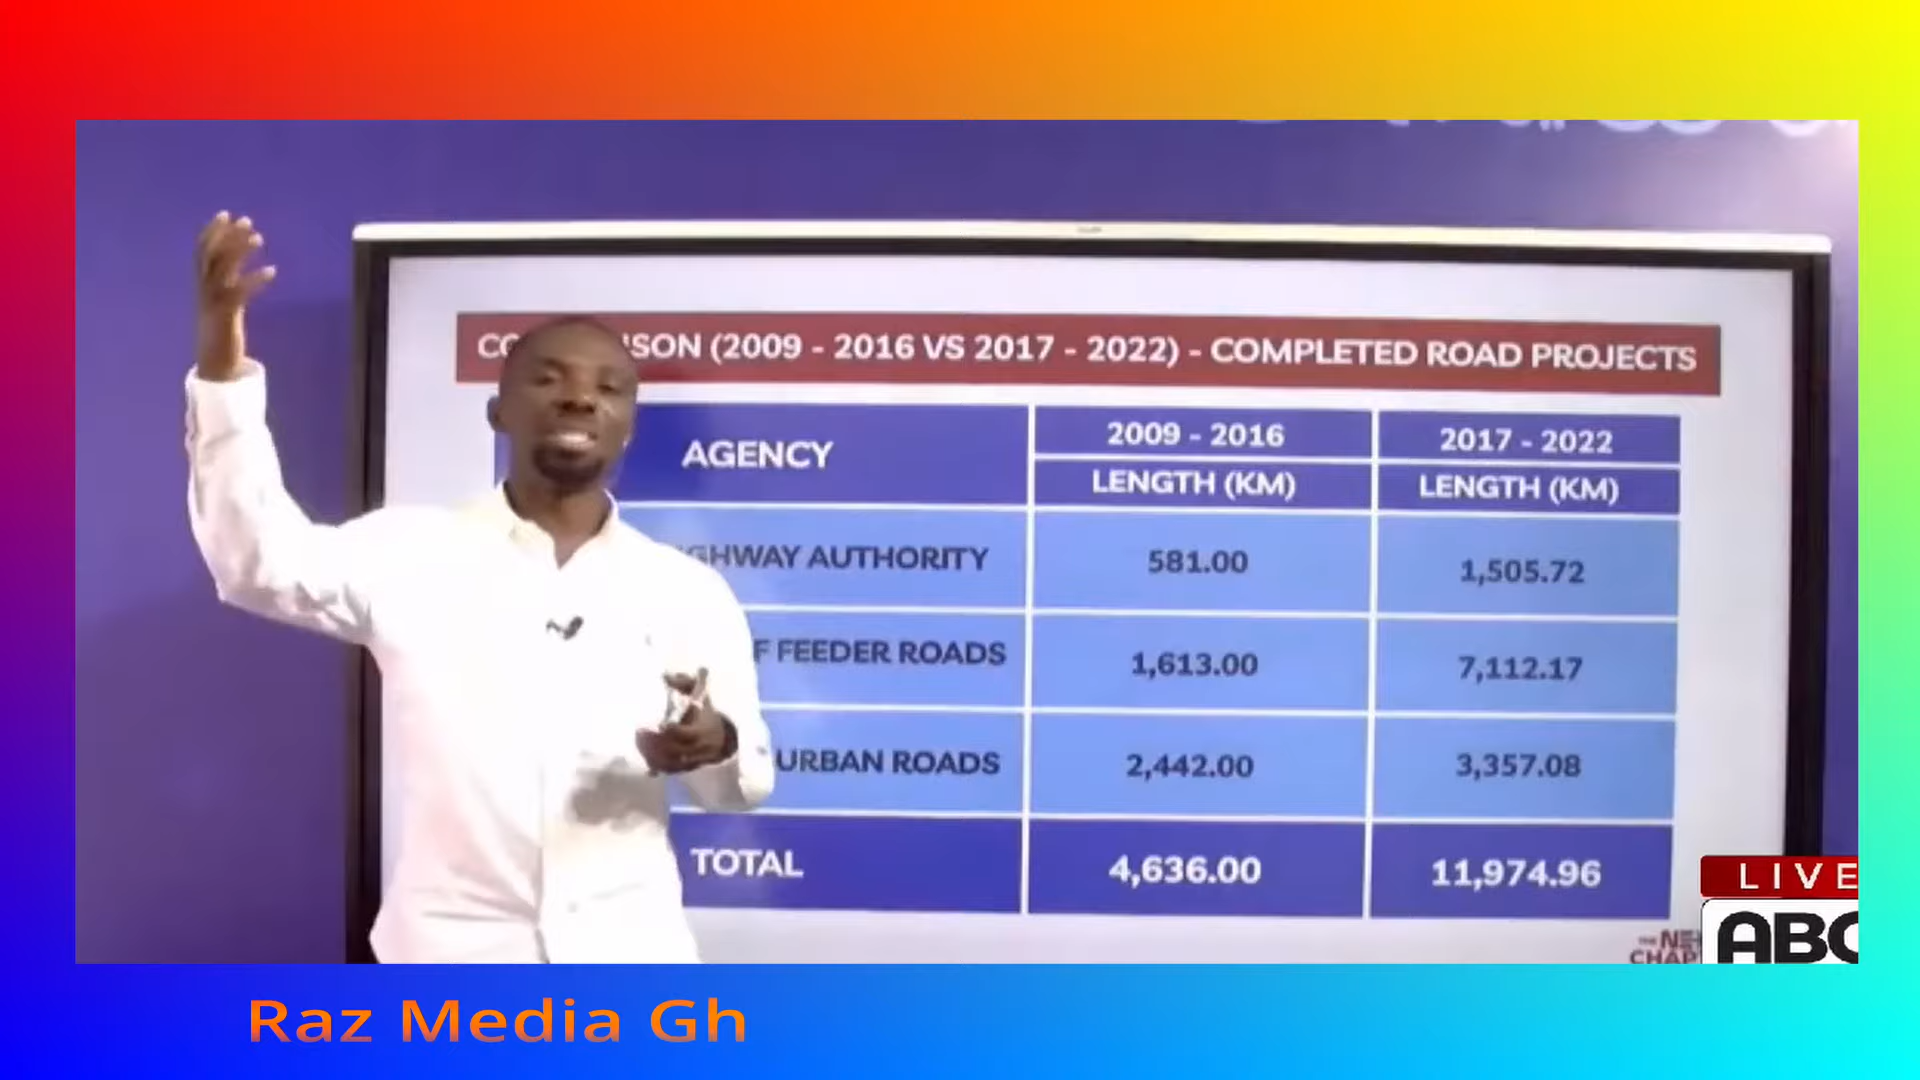 SON (2009 - 2016 VS 2017 - 2022) - COMPLETED ROAD PROJECTS
AGENCY
2009 - 2016
2017 - 2022
LENGTH (KM)
LENGTH (KM)
GHWAY AUTHORITY
581.00
1,505.72
F FEEDER ROADS
1,613.00
7,112.17
URBAN ROADS
2,442.00
3,357.08
TOTAL
4,636.00
11,974.96
LIVE
ABC
Raz Media Gh